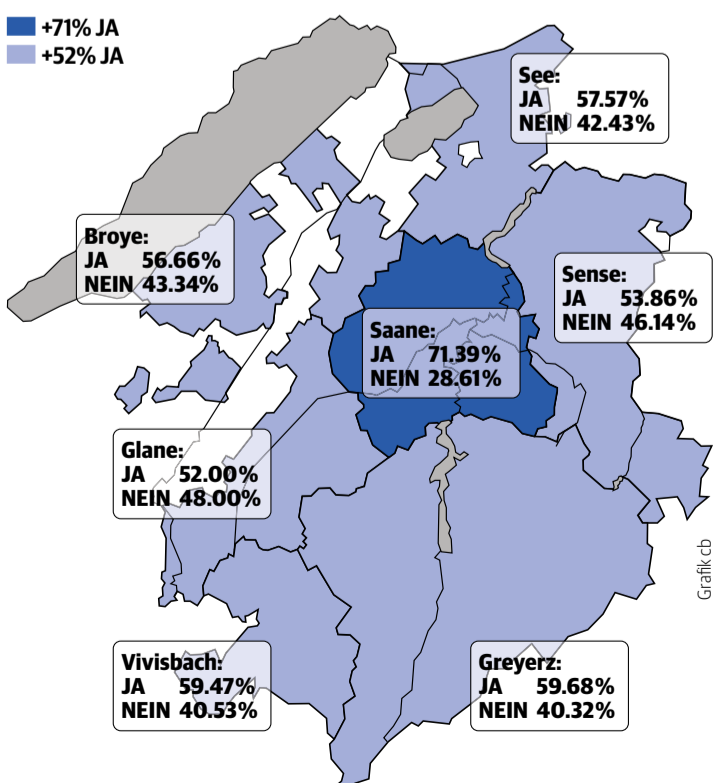 +71% JA
+52% JA
See:
JA 57.57%
NEIN 42.43%
Broye:
JA 56.66%
NEIN 43.34%
Sense:
JA 53.86%
NEIN 46.14%
Saane:
JA 71.39%
NEIN 28.61%
Glane:
JA 52.00%
NEIN 48.00%
Vivisbach:
JA 59.47%
NEIN 40.53%
Greyerz:
JA 59.68%
NEIN 40.32%
Grafik cb